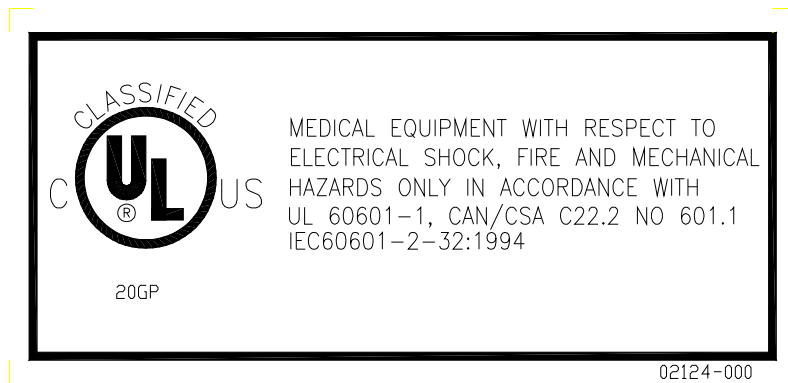 CLASSIFIED
C UL US
®
MEDICAL EQUIPMENT WITH RESPECT TO
ELECTRICAL SHOCK, FIRE AND MECHANICAL
HAZARDS ONLY IN ACCORDANCE WITH
UL 60601-1, CAN/CSA C22.2 NO 601.1
IEC60601-2-32:1994
20GP
02124-000